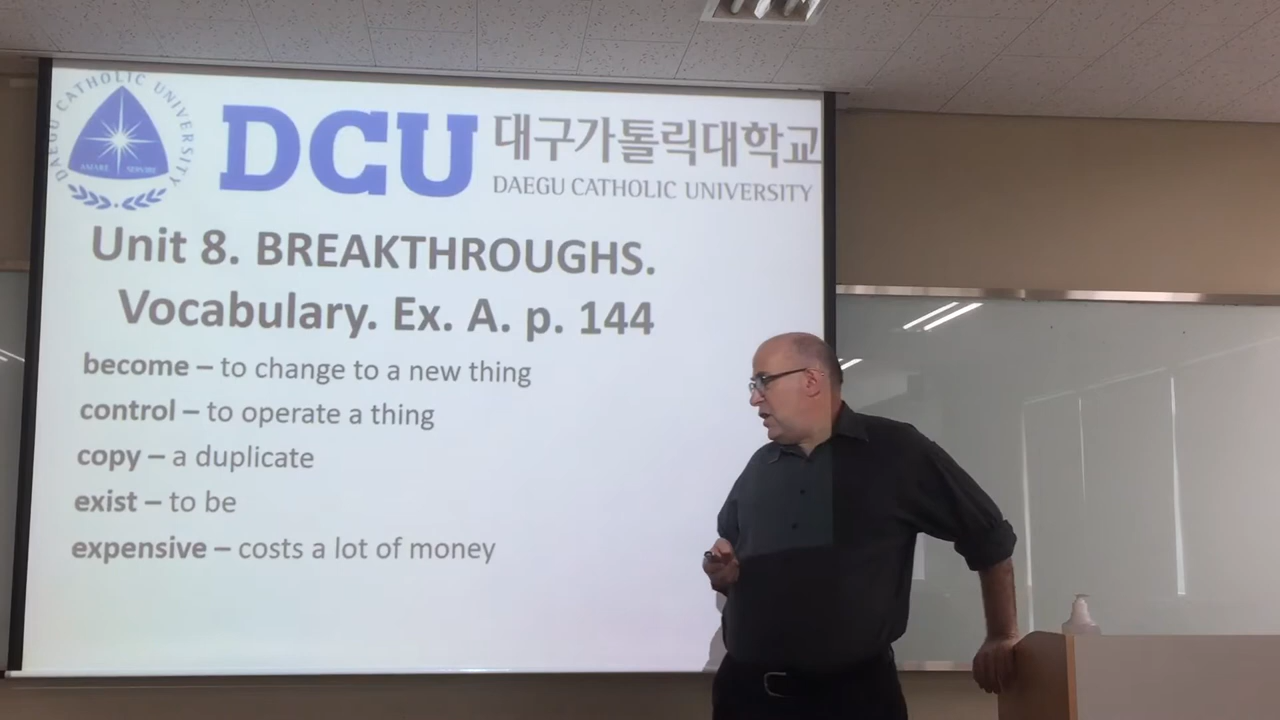 DAEGU CATHOLIC UNIVERSITY
AMARE SERVIRE
DCU
대구가톨릭대학교
DAEGU CATHOLIC UNIVERSITY
Unit 8. BREAKTHROUGHS.
Vocabulary. Ex. A. p. 144
become – to change to a new thing
control – to operate a thing
copy – a duplicate
exist – to be
expensive – costs a lot of money